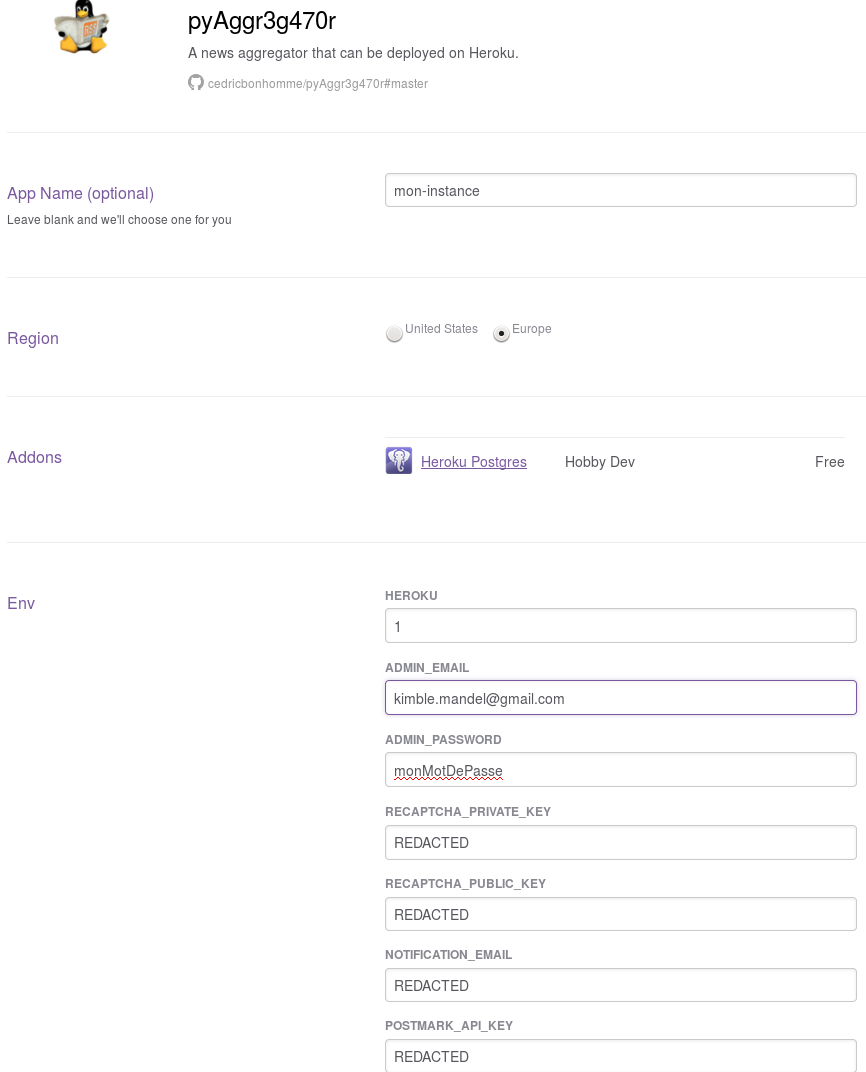 pyAggr3g470r
A news aggregator that can be deployed on Heroku.
cedricbonhomme/pyAggr3g470r#master
App Name (optional)
mon-instance
Leave blank and we'll choose one for you
Region
United States Europe
Addons
Heroku Postgres Hobby Dev Free
Env
HEROKU
1
ADMIN_EMAIL
kimble.mandel@gmail.com
ADMIN_PASSWORD
monMotDePasse
RECAPTCHA_PRIVATE_KEY
REDACTED
RECAPTCHA_PUBLIC_KEY
REDACTED
NOTIFICATION_EMAIL
REDACTED
POSTMARK_API_KEY
REDACTED